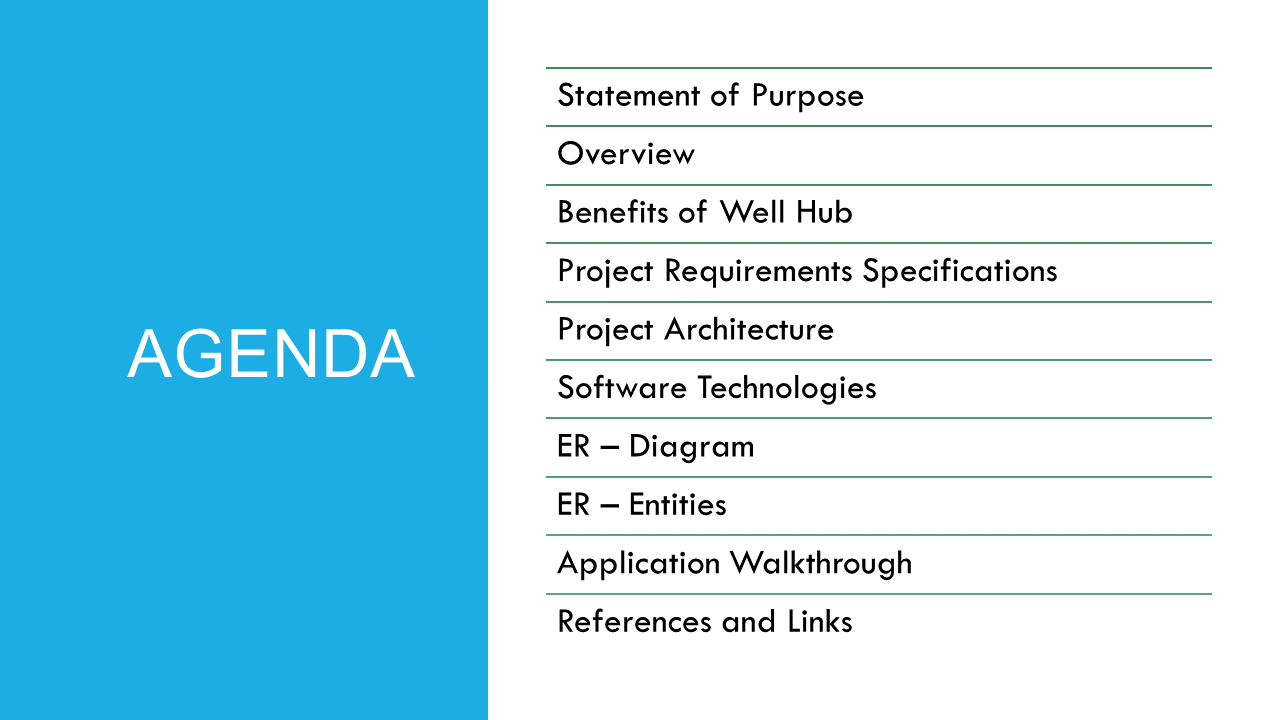 AGENDA
Statement of Purpose
Overview
Benefits of Well Hub
Project Requirements Specifications
Project Architecture
Software Technologies
ER – Diagram
ER – Entities
Application Walkthrough
References and Links